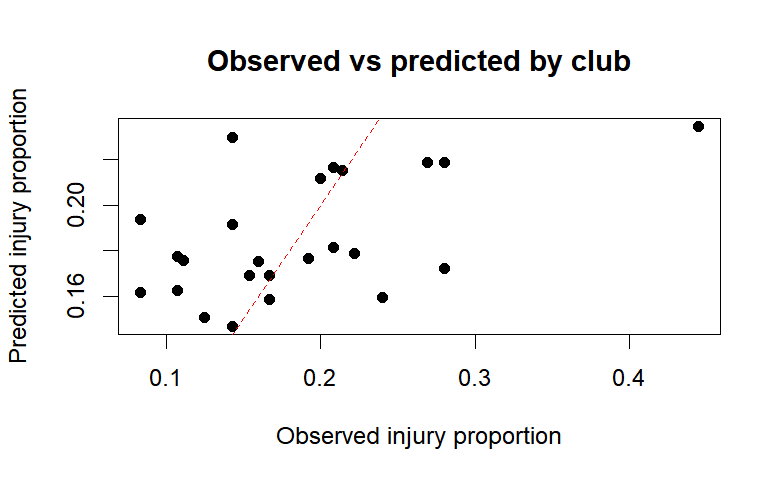 Observed vs predicted by club
Predicted injury proportion
0.20
0.16
0.1 0.2 0.3 0.4
Observed injury proportion